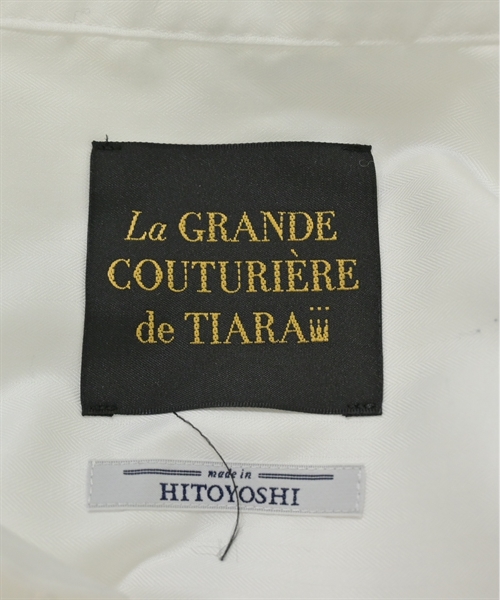 La GRANDE
COUTURIÈRE
de TIARA
made in
HITOYOSHI